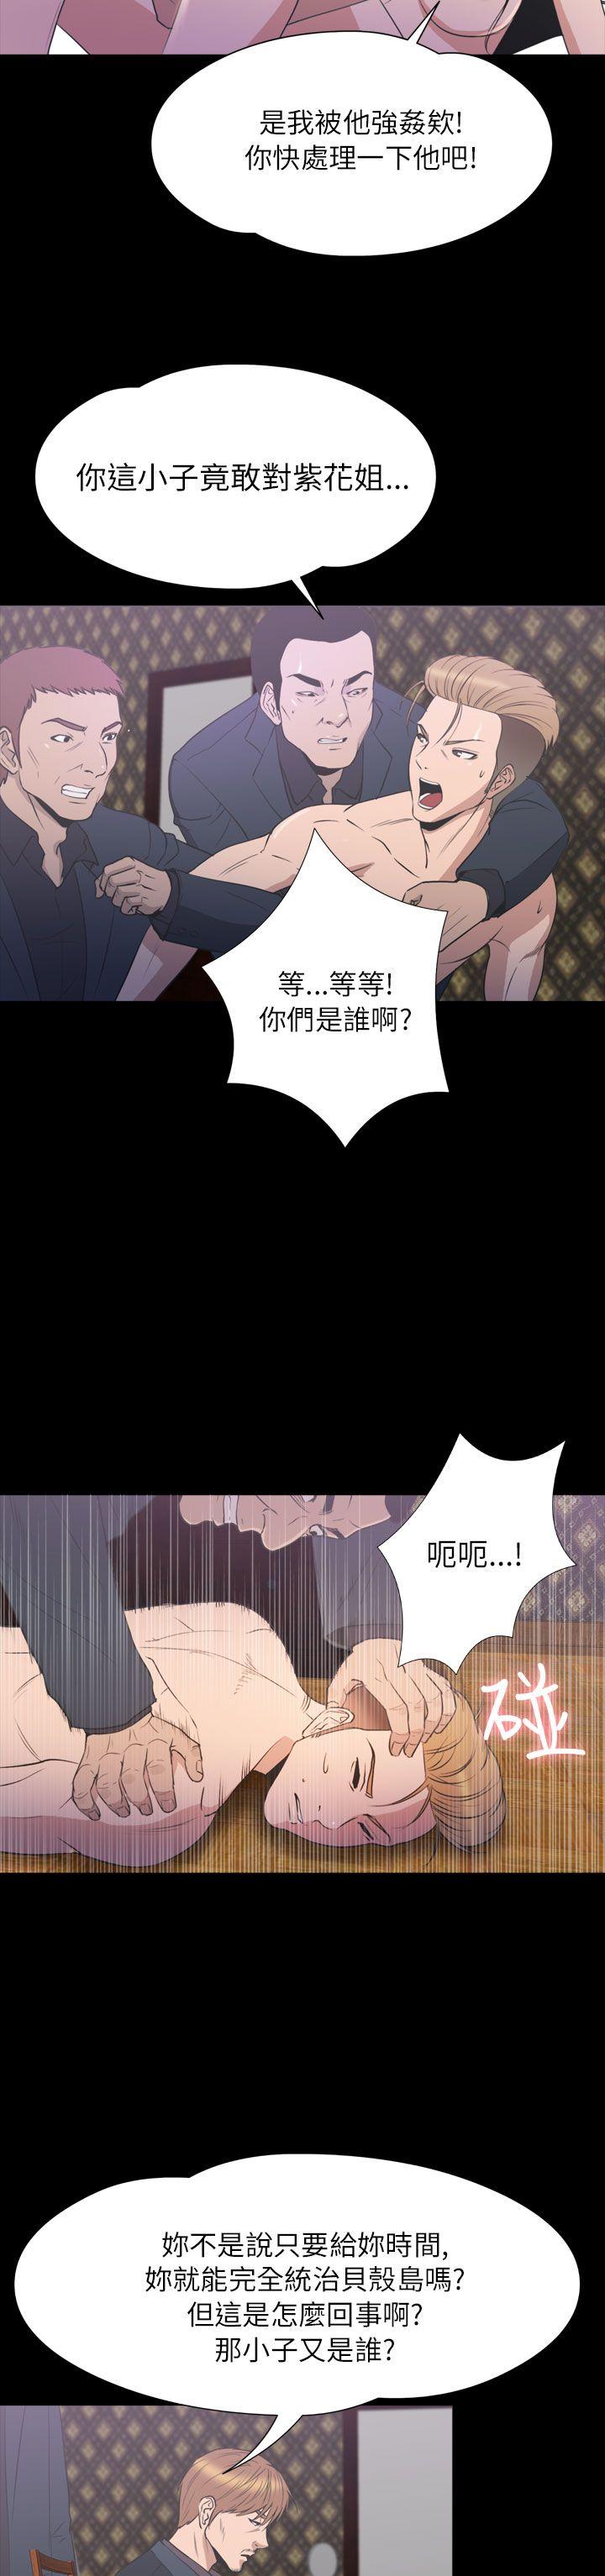 是我被他強姦欸!
你快處理一下他吧!
你這小子竟敢對紫花姐...
等...等等!
你們是誰啊?
呃呃...!
碰
妳不是說只要給妳時間,
妳就能完全統治貝殼島嗎?
但這是怎麼回事啊?
那小子又是誰?